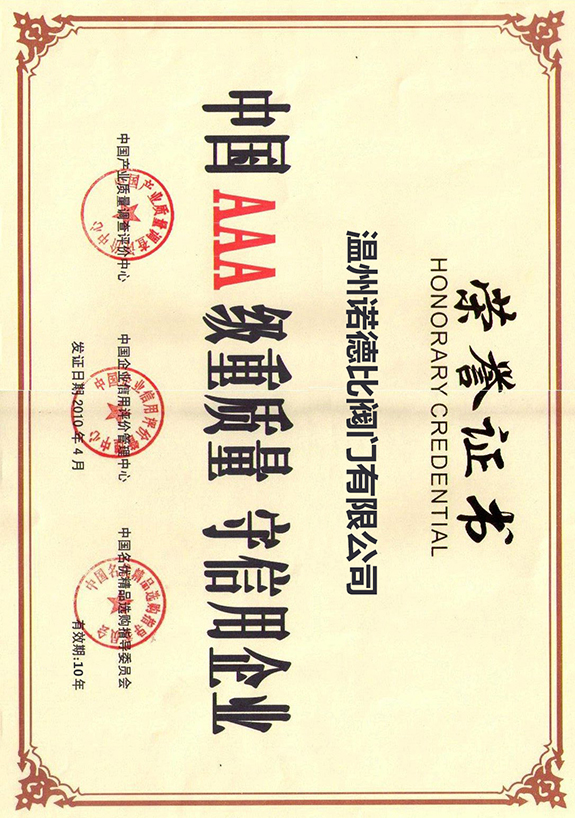 荣誉证书
HONORARY CREDENTIAL
温州诺德比阀门有限公司
中国AAA级重质量 守信用企业
中国产业质量调查评价中心
中国企业信用评价管理中心
中国名优精品选购指导委员会
发证日期2010年4月
有效期:10年